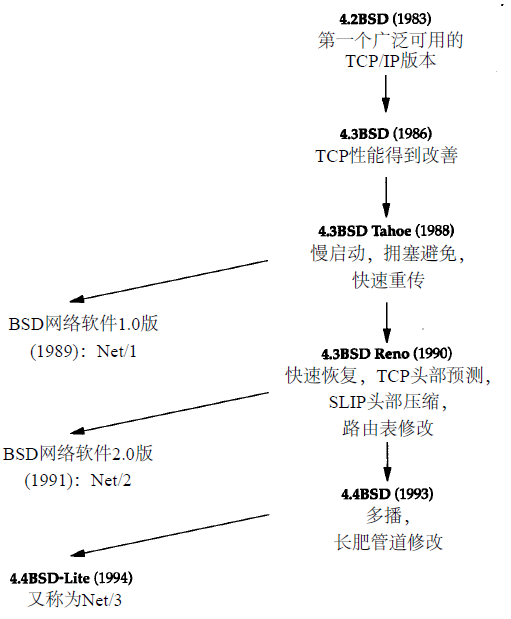 4.2BSD (1983)
第一个广泛可用的
TCP/IP版本
4.3BSD (1986)
TCP性能得到改善
4.3BSD Tahoe (1988)
慢启动，拥塞避免，
快速重传
BSD网络软件1.0版
(1989)：Net/1
4.3BSD Reno (1990)
快速恢复，TCP头部预测，
SLIP头部压缩，
路由表修改
BSD网络软件2.0版
(1991)：Net/2
4.4BSD (1993)
多播，
长肥管道修改
4.4BSD-Lite (1994)
又称为Net/3